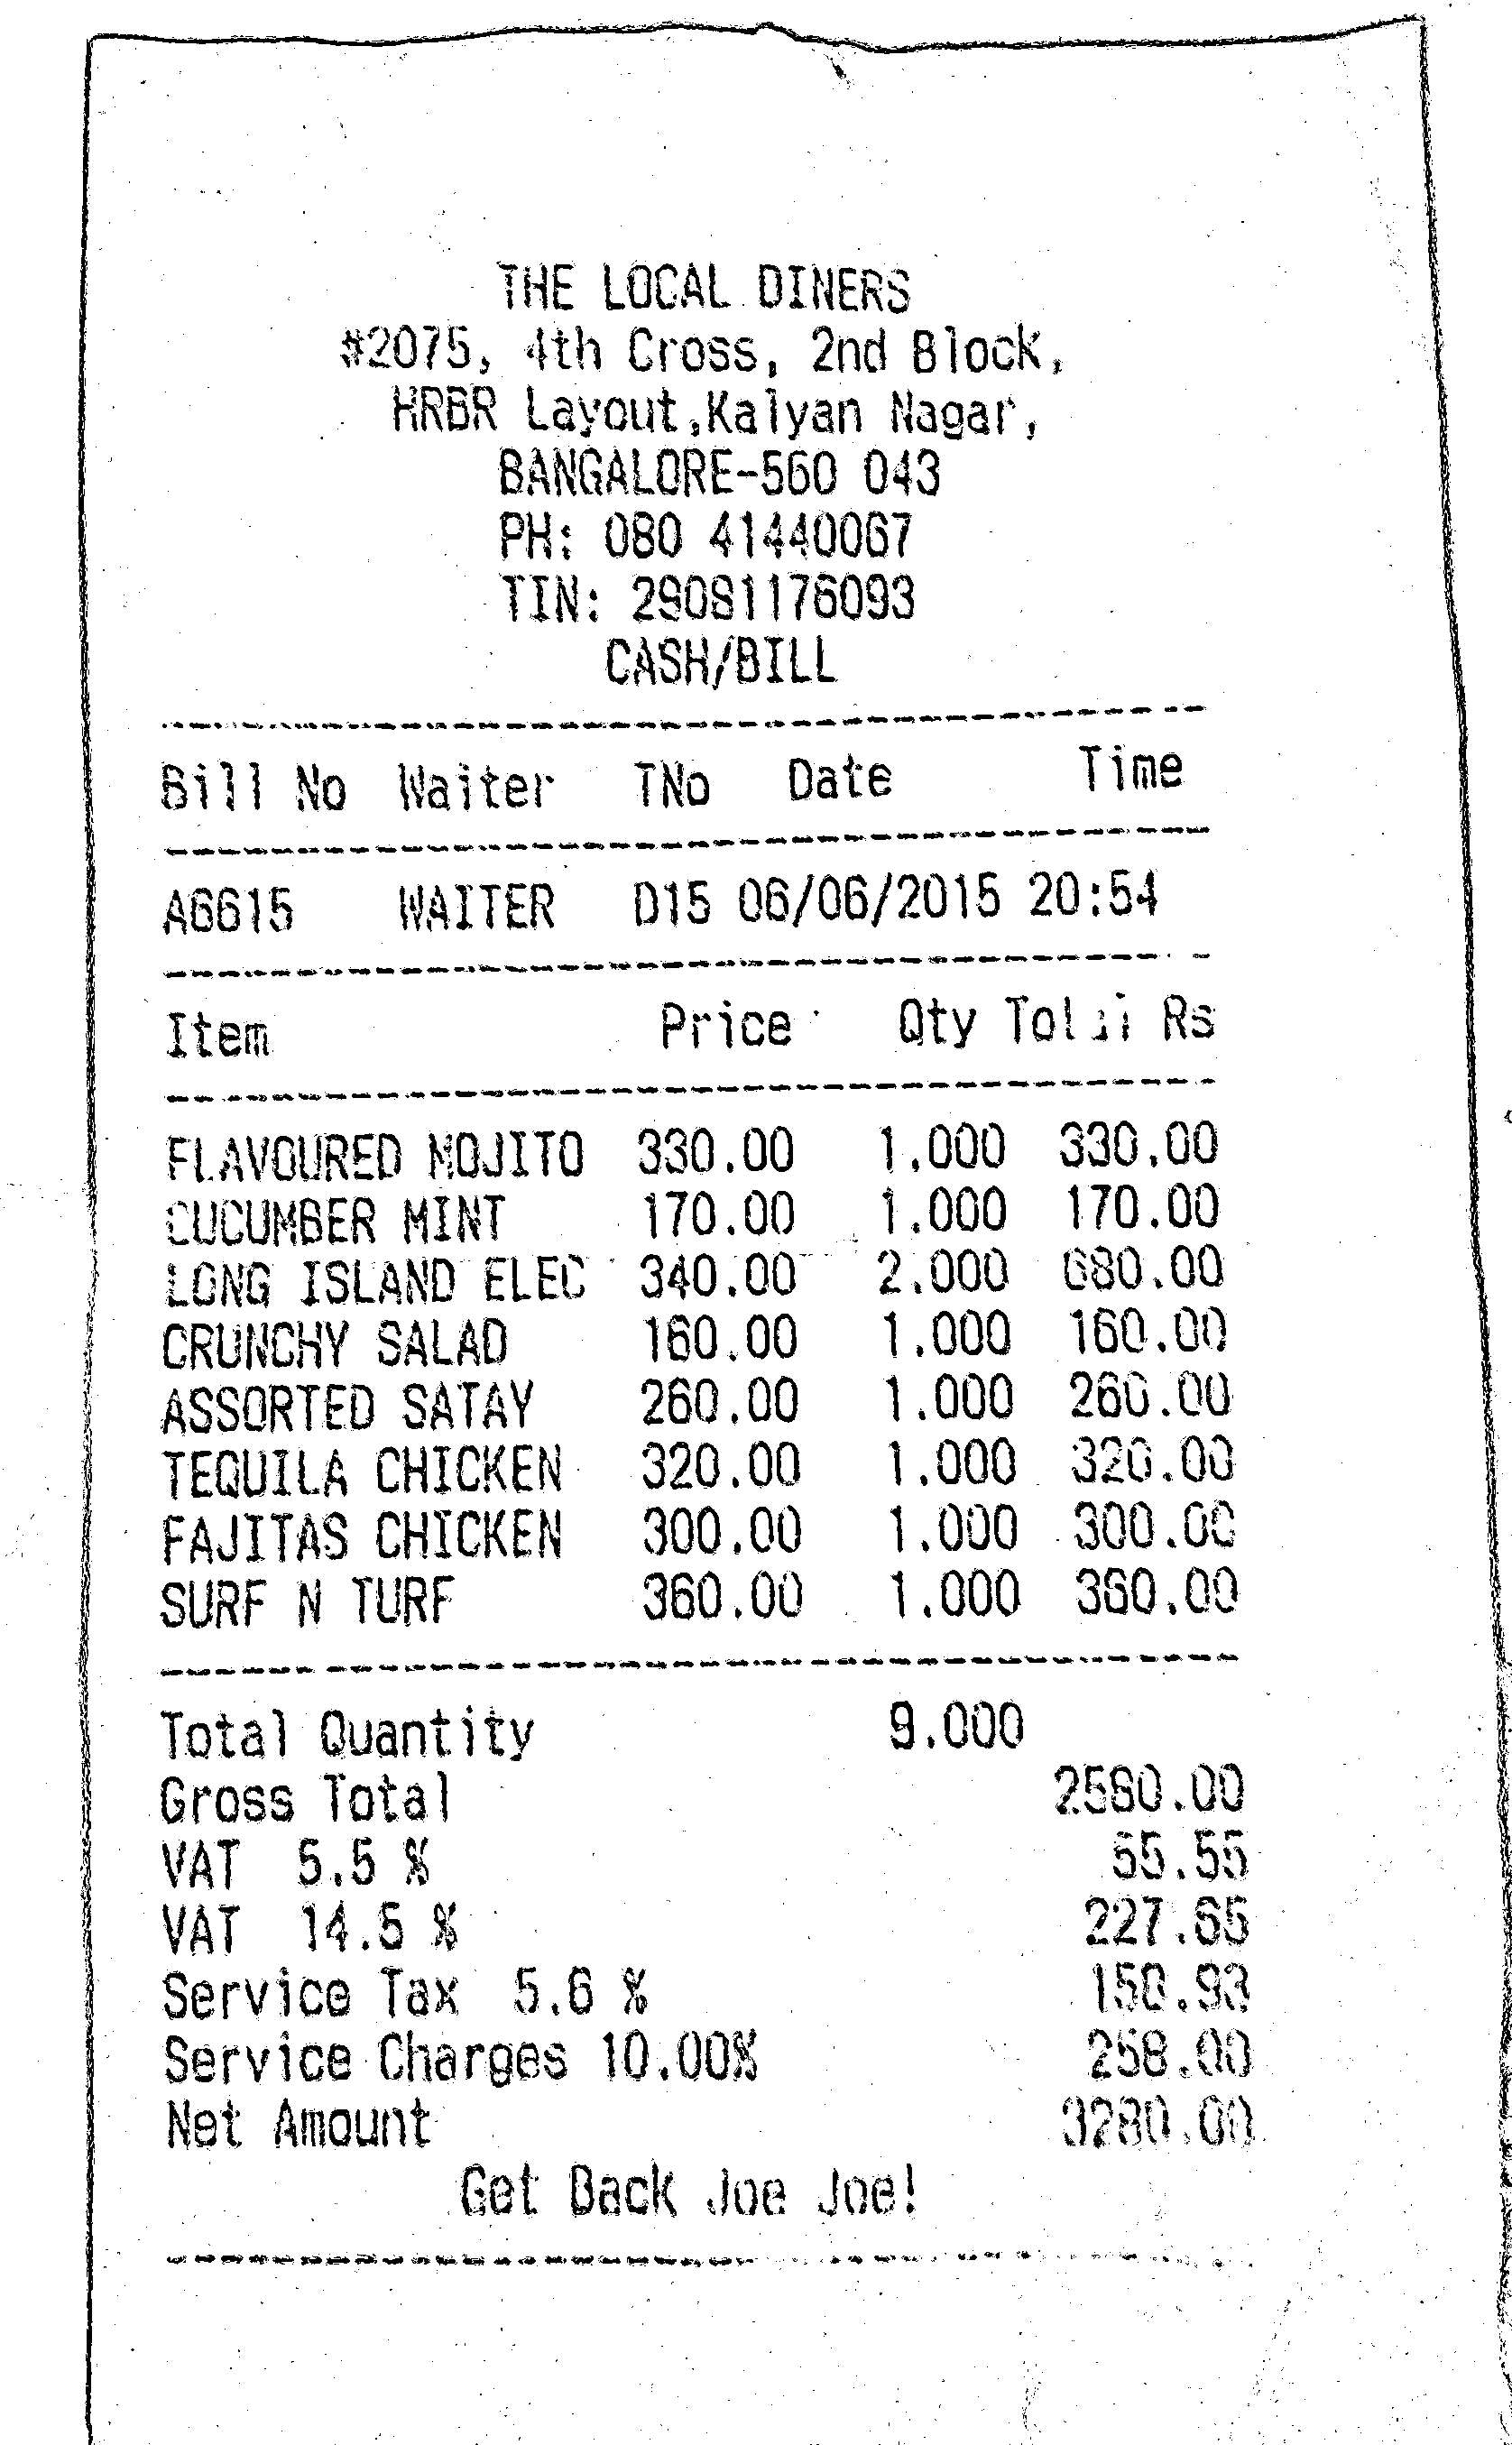 THE LOCAL DINERS
#2075, 4th Cross, 2nd Block,
HRBR Layout,Kalyan Nagar,
BANGALORE-560 043
PH: 080 41440067
TIN: 29081176093
CASH/BILL
Bill No Waiter TNo Date Time
A6615 WAITER D15 06/06/2015 20:54
Item Price Qty Total Rs
FLAVOURED MOJITO 330.00 1.000 330.00
CUCUMBER MINT 170.00 1.000 170.00
LONG ISLAND ELEC 340.00 2.000 680.00
CRUNCHY SALAD 160.00 1.000 160.00
ASSORTED SATAY 260.00 1.000 260.00
TEQUILA CHICKEN 320.00 1.000 320.00
FAJITAS CHICKEN 300.00 1.000 300.00
SURF N TURF 360.00 1.000 360.00
Total Quantity 9.000
Gross Total 2580.00
VAT 5.5 % 55.55
VAT 14.5 % 227.65
Service Tax 5.6 % 158.93
Service Charges 10.00% 258.00
Net Amount 3280.00
Get Back Joe Joe!